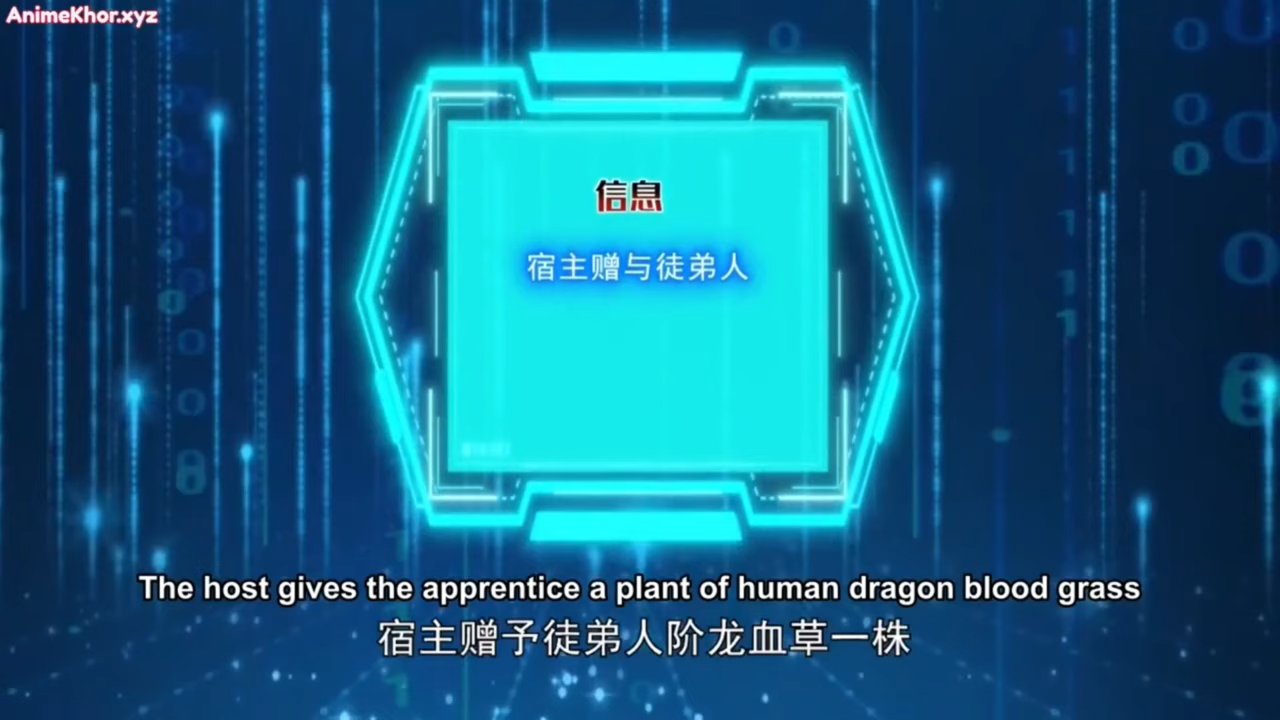 AnimeKhor.xyz
信息
宿主赠与徒弟人
The host gives the apprentice a plant of human dragon blood grass
宿主赠予徒弟人阶龙血草一株